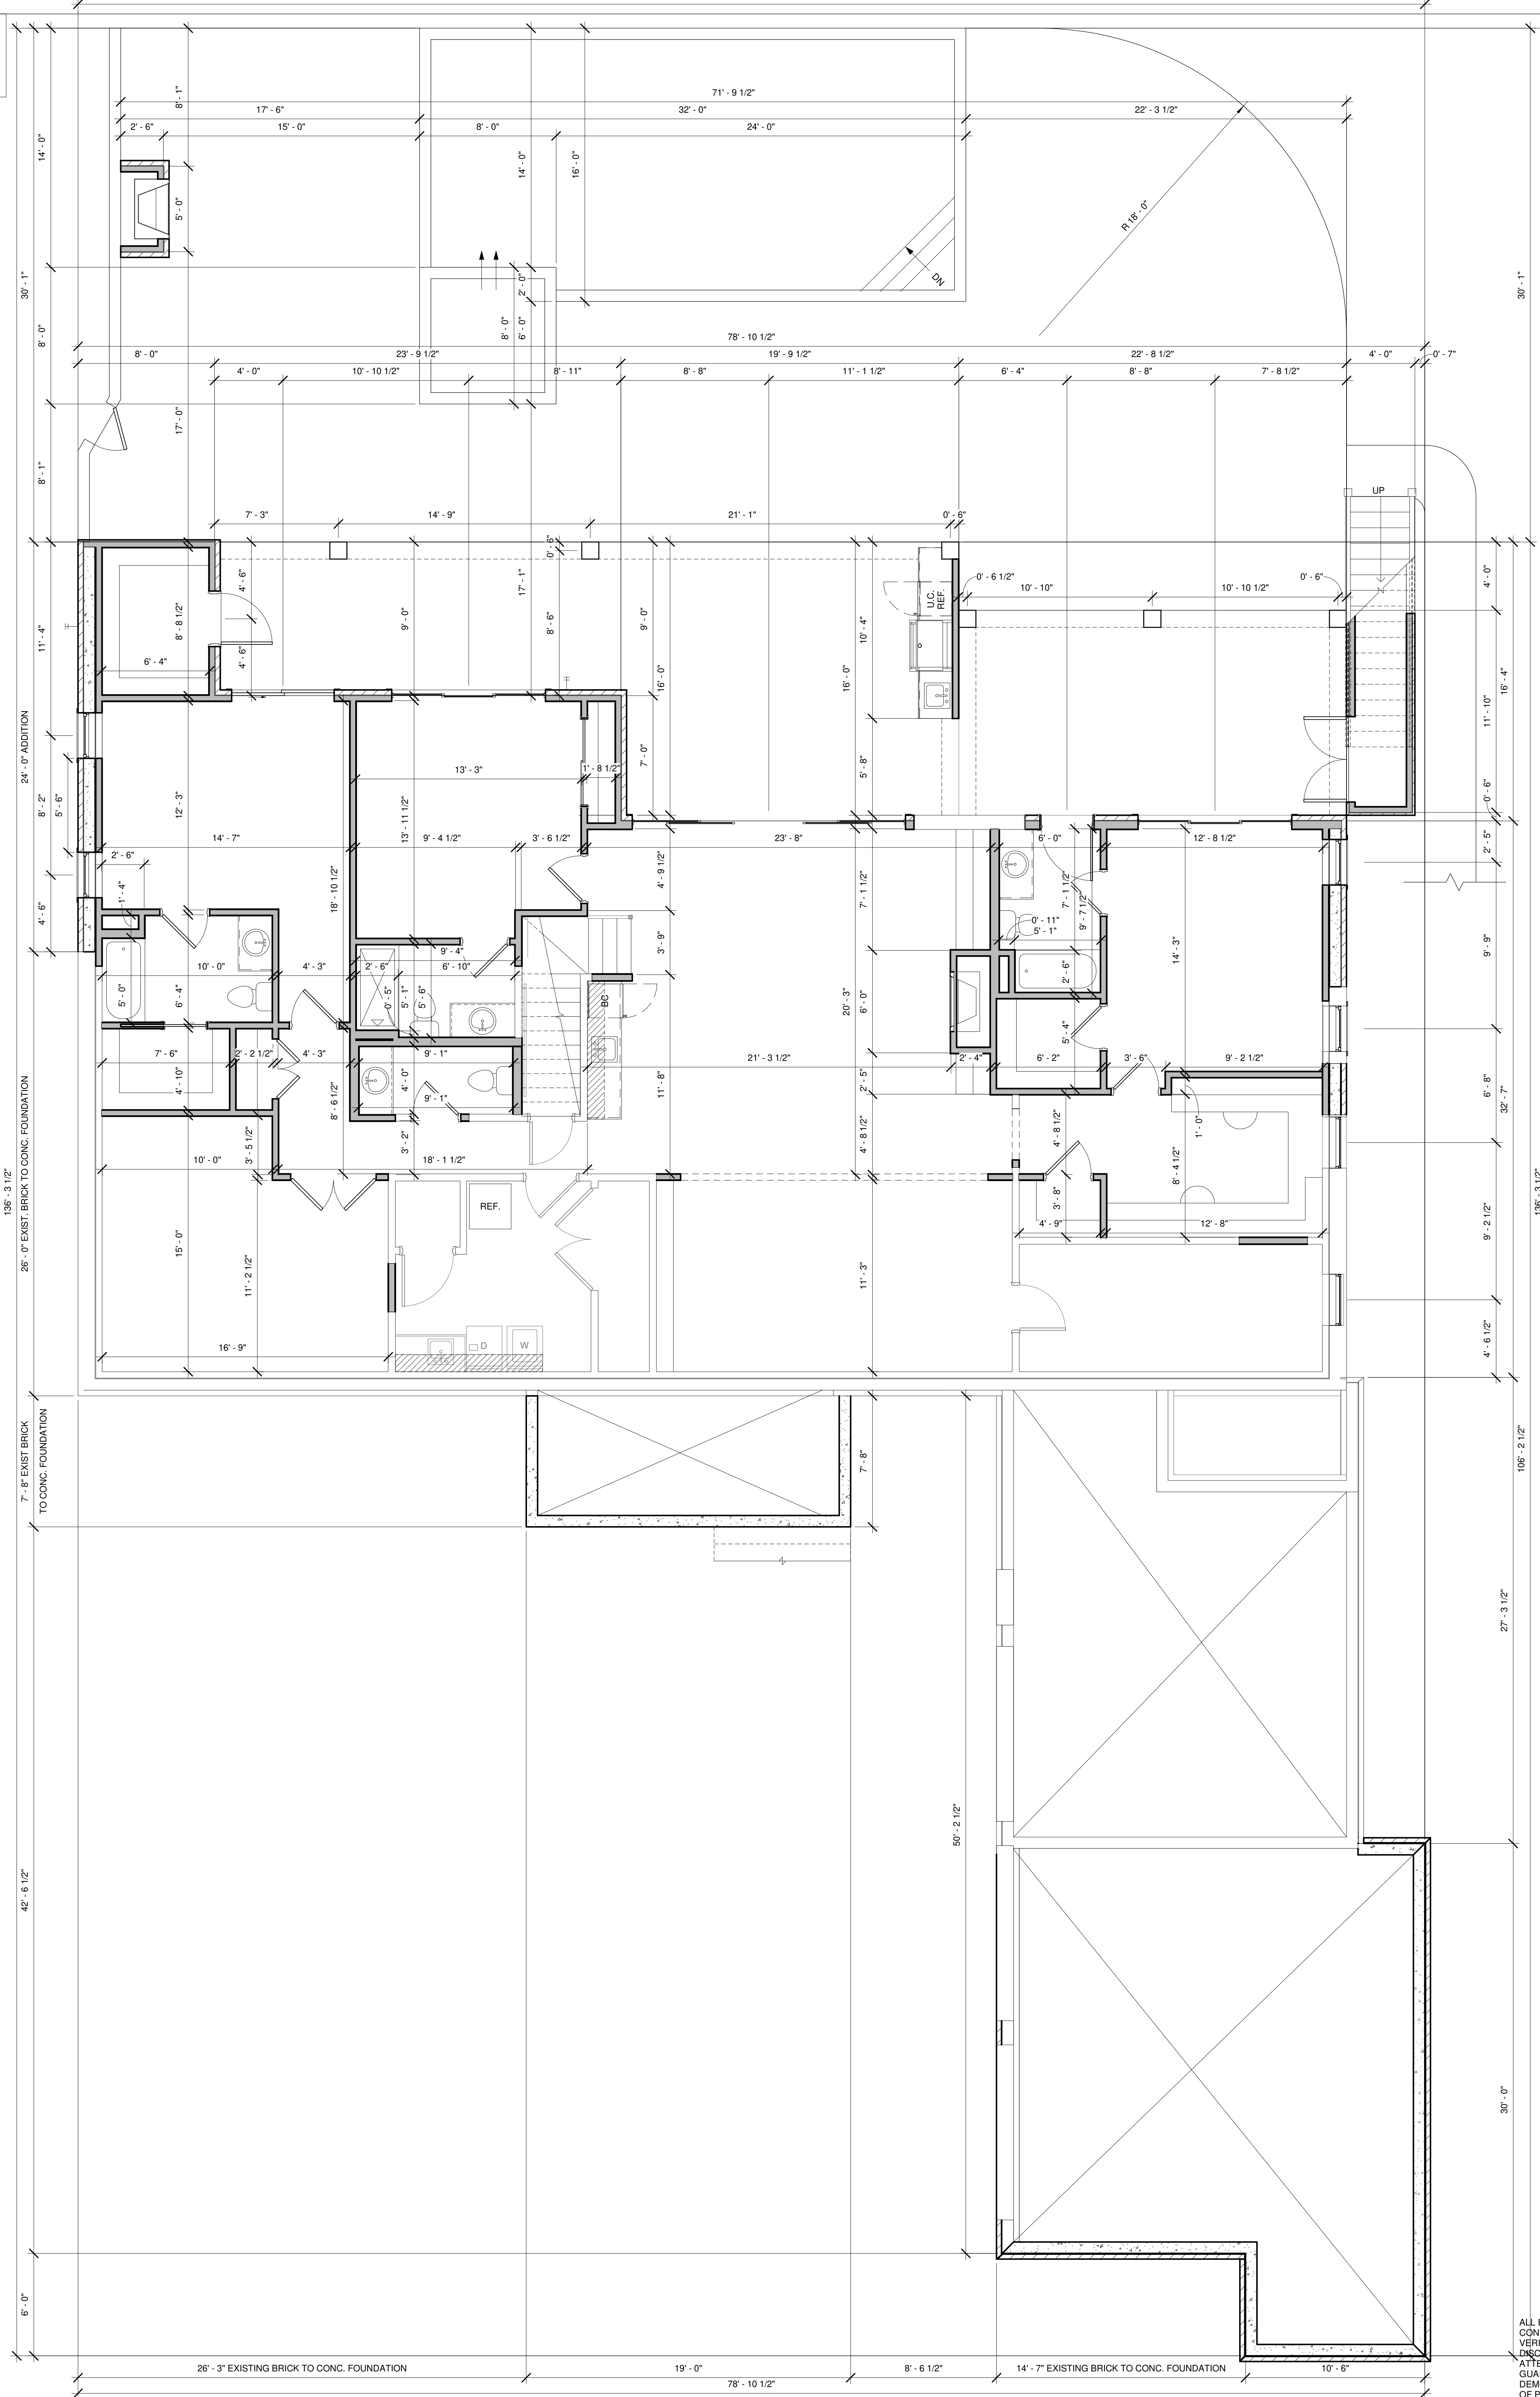 71' - 9 1/2"
17' - 6"
32' - 0"
22' - 3 1/2"
2' - 6"
15' - 0"
8' - 0"
24' - 0"
8' - 1"
14' - 0"
14' - 0"
16' - 0"
5' - 0"
R 18' - 0"
30' - 1"
30' - 1"
2' - 0"
DN
8' - 0"
8' - 0"
6' - 0"
78' - 10 1/2"
8' - 0"
23' - 9 1/2"
19' - 9 1/2"
22' - 8 1/2"
4' - 0"
0' - 7"
4' - 0"
10' - 10 1/2"
8' - 11"
8' - 8"
11' - 1 1/2"
6' - 4"
8' - 8"
7' - 8 1/2"
17' - 0"
8' - 1"
UP
7' - 3"
14' - 9"
21' - 1"
0' - 6"
0' - 6"
4' - 6"
17' - 1"
0' - 6 1/2"
0' - 6"
10' - 10"
10' - 10 1/2"
4' - 0"
U.C.
REF.
8' - 8 1/2"
9' - 0"
8' - 6"
9' - 0"
10' - 4"
11' - 4"
6' - 4"
4' - 6"
16' - 0"
16' - 0"
16' - 4"
11' - 10"
24' - 0" ADDITION
7' - 0"
5' - 8"
13' - 3"
1' - 8 1/2"
0' - 6"
8' - 2"
5' - 6"
12' - 3"
13' - 11 1/2"
14' - 7"
9' - 4 1/2"
3' - 6 1/2"
23' - 8"
6' - 0"
12' - 8 1/2"
2' - 5"
2' - 6"
4' - 9 1/2"
7' - 1 1/2"
7' - 1 1/2"
9' - 7 1/2"
1' - 4"
18' - 10 1/2"
4' - 6"
0' - 11"
5' - 1"
14' - 3"
3' - 9"
9' - 9"
9' - 4"
10' - 0"
4' - 3"
2' - 6"
6' - 10"
2' - 6"
5' - 0"
6' - 4"
0' - 5"
5' - 1"
5' - 6"
BC
20' - 3"
6' - 0"
5' - 4"
7' - 6"
2' - 2 1/2"
4' - 3"
9' - 1"
21' - 3 1/2"
2' - 4"
6' - 2"
3' - 6"
9' - 2 1/2"
4' - 10"
8' - 6 1/2"
4' - 0"
9' - 1"
11' - 8"
2' - 5"
6' - 8"
32' - 7"
3' - 5 1/2"
3' - 2"
4' - 8 1/2"
4' - 8 1/2"
1' - 0"
8' - 4 1/2"
10' - 0"
18' - 1 1/2"
26' - 0" EXIST. BRICK TO CONC. FOUNDATION
136' - 3 1/2"
136' - 3 1/2"
REF.
3' - 8"
4' - 9"
12' - 8"
9' - 2 1/2"
15' - 0"
11' - 2 1/2"
11' - 3"
D
W
16' - 9"
4' - 6 1/2"
7' - 8" EXIST BRICK
TO CONC. FOUNDATION
7' - 8"
106' - 2 1/2"
27' - 3 1/2"
50' - 2 1/2"
42' - 6 1/2"
30' - 0"
6' - 0"
26' - 3" EXISTING BRICK TO CONC. FOUNDATION
19' - 0"
8' - 6 1/2"
14' - 7" EXISTING BRICK TO CONC. FOUNDATION
10' - 6"
78' - 10 1/2"
ALL